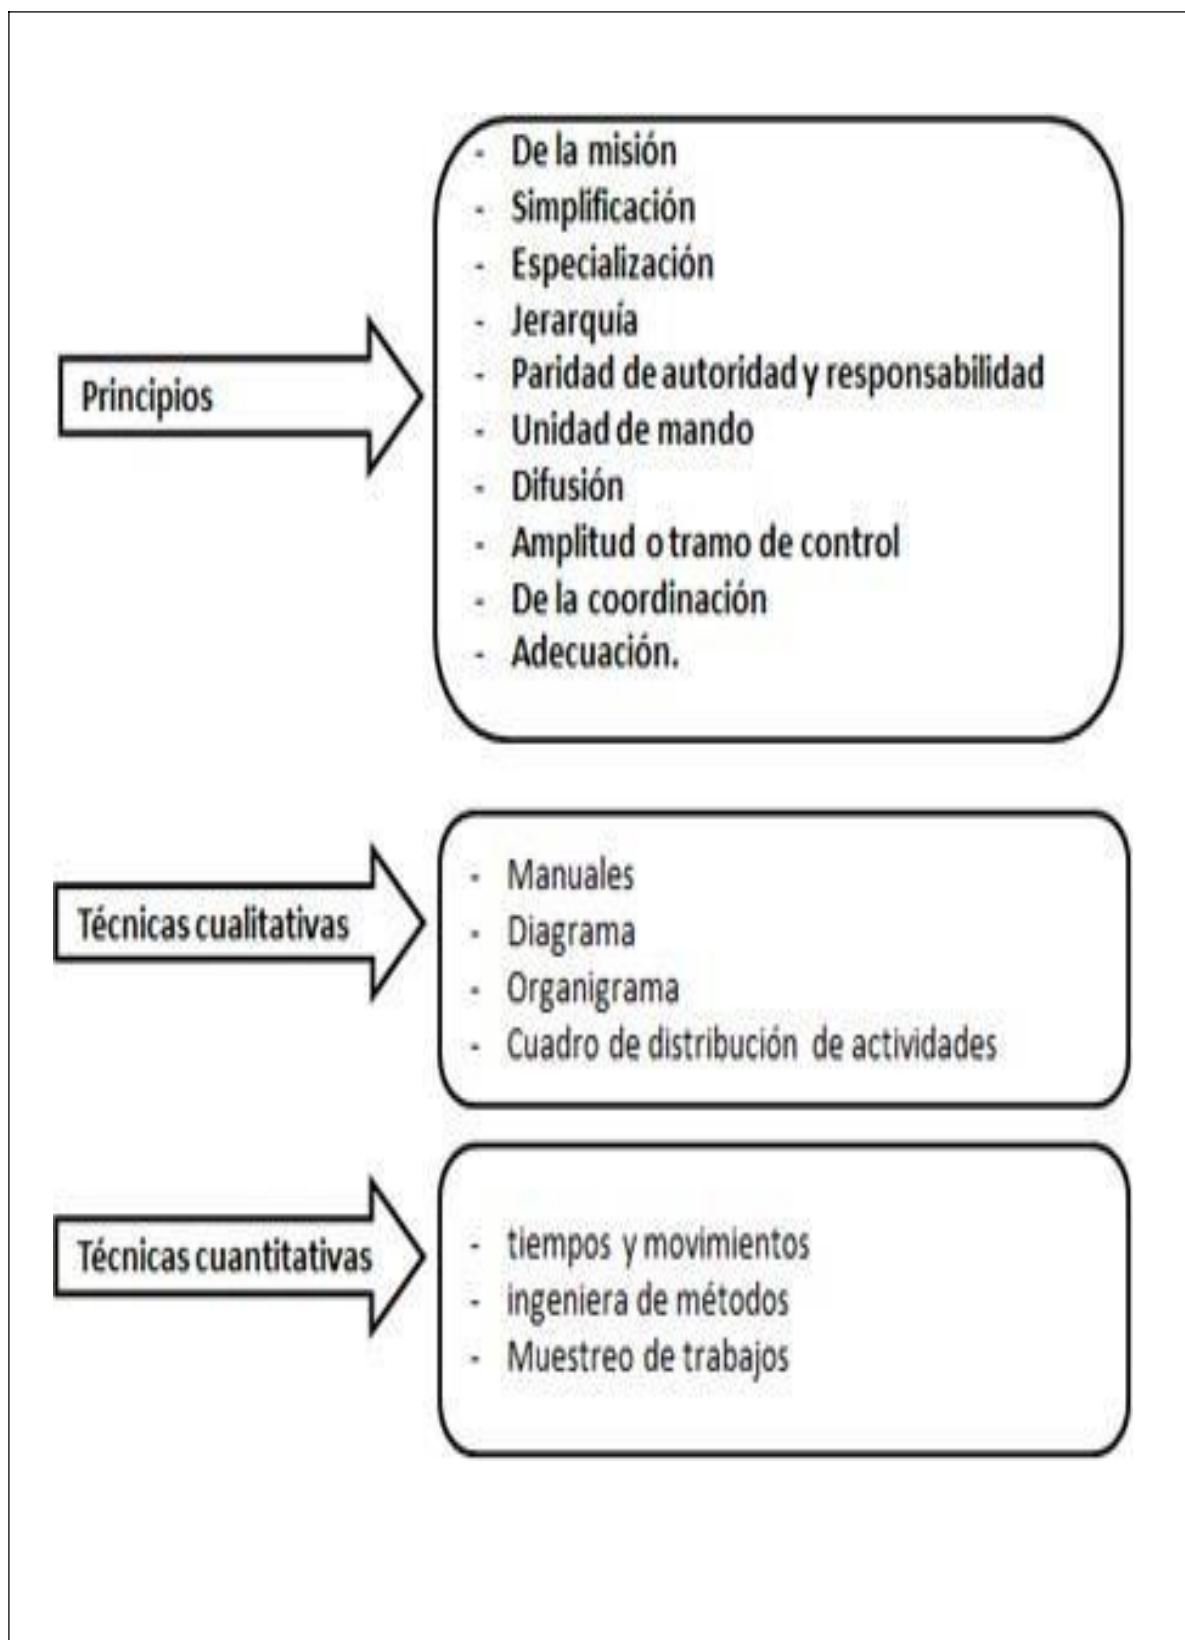 Principios
- De la misión
- Simplificación
- Especialización
- Jerarquía
- Paridad de autoridad y responsabilidad
- Unidad de mando
- Difusión
- Amplitud o tramo de control
- De la coordinación
- Adecuación.
Técnicas cualitativas
- Manuales
- Diagrama
- Organigrama
- Cuadro de distribución de actividades
Técnicas cuantitativas
- tiempos y movimientos
- ingeniera de métodos
- Muestreo de trabajos